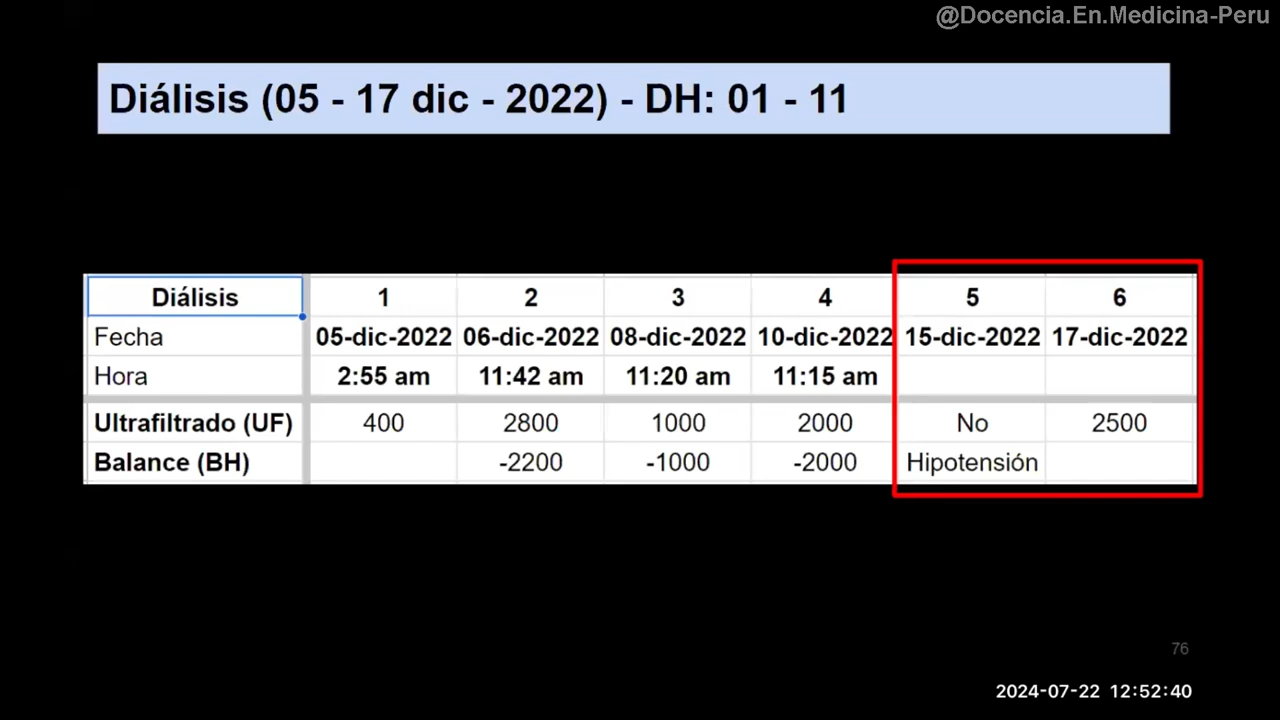 @Docencia.En.Medicina-Peru
Diálisis (05 - 17 dic - 2022) - DH: 01 - 11
Diálisis 1 2 3 4 5 6
Fecha 05-dic-2022 06-dic-2022 08-dic-2022 10-dic-2022 15-dic-2022 17-dic-2022
Hora 2:55 am 11:42 am 11:20 am 11:15 am
Ultrafiltrado (UF) 400 2800 1000 2000 No 2500
Balance (BH) -2200 -1000 -2000 Hipotensión
76
2024-07-22 12:52:40